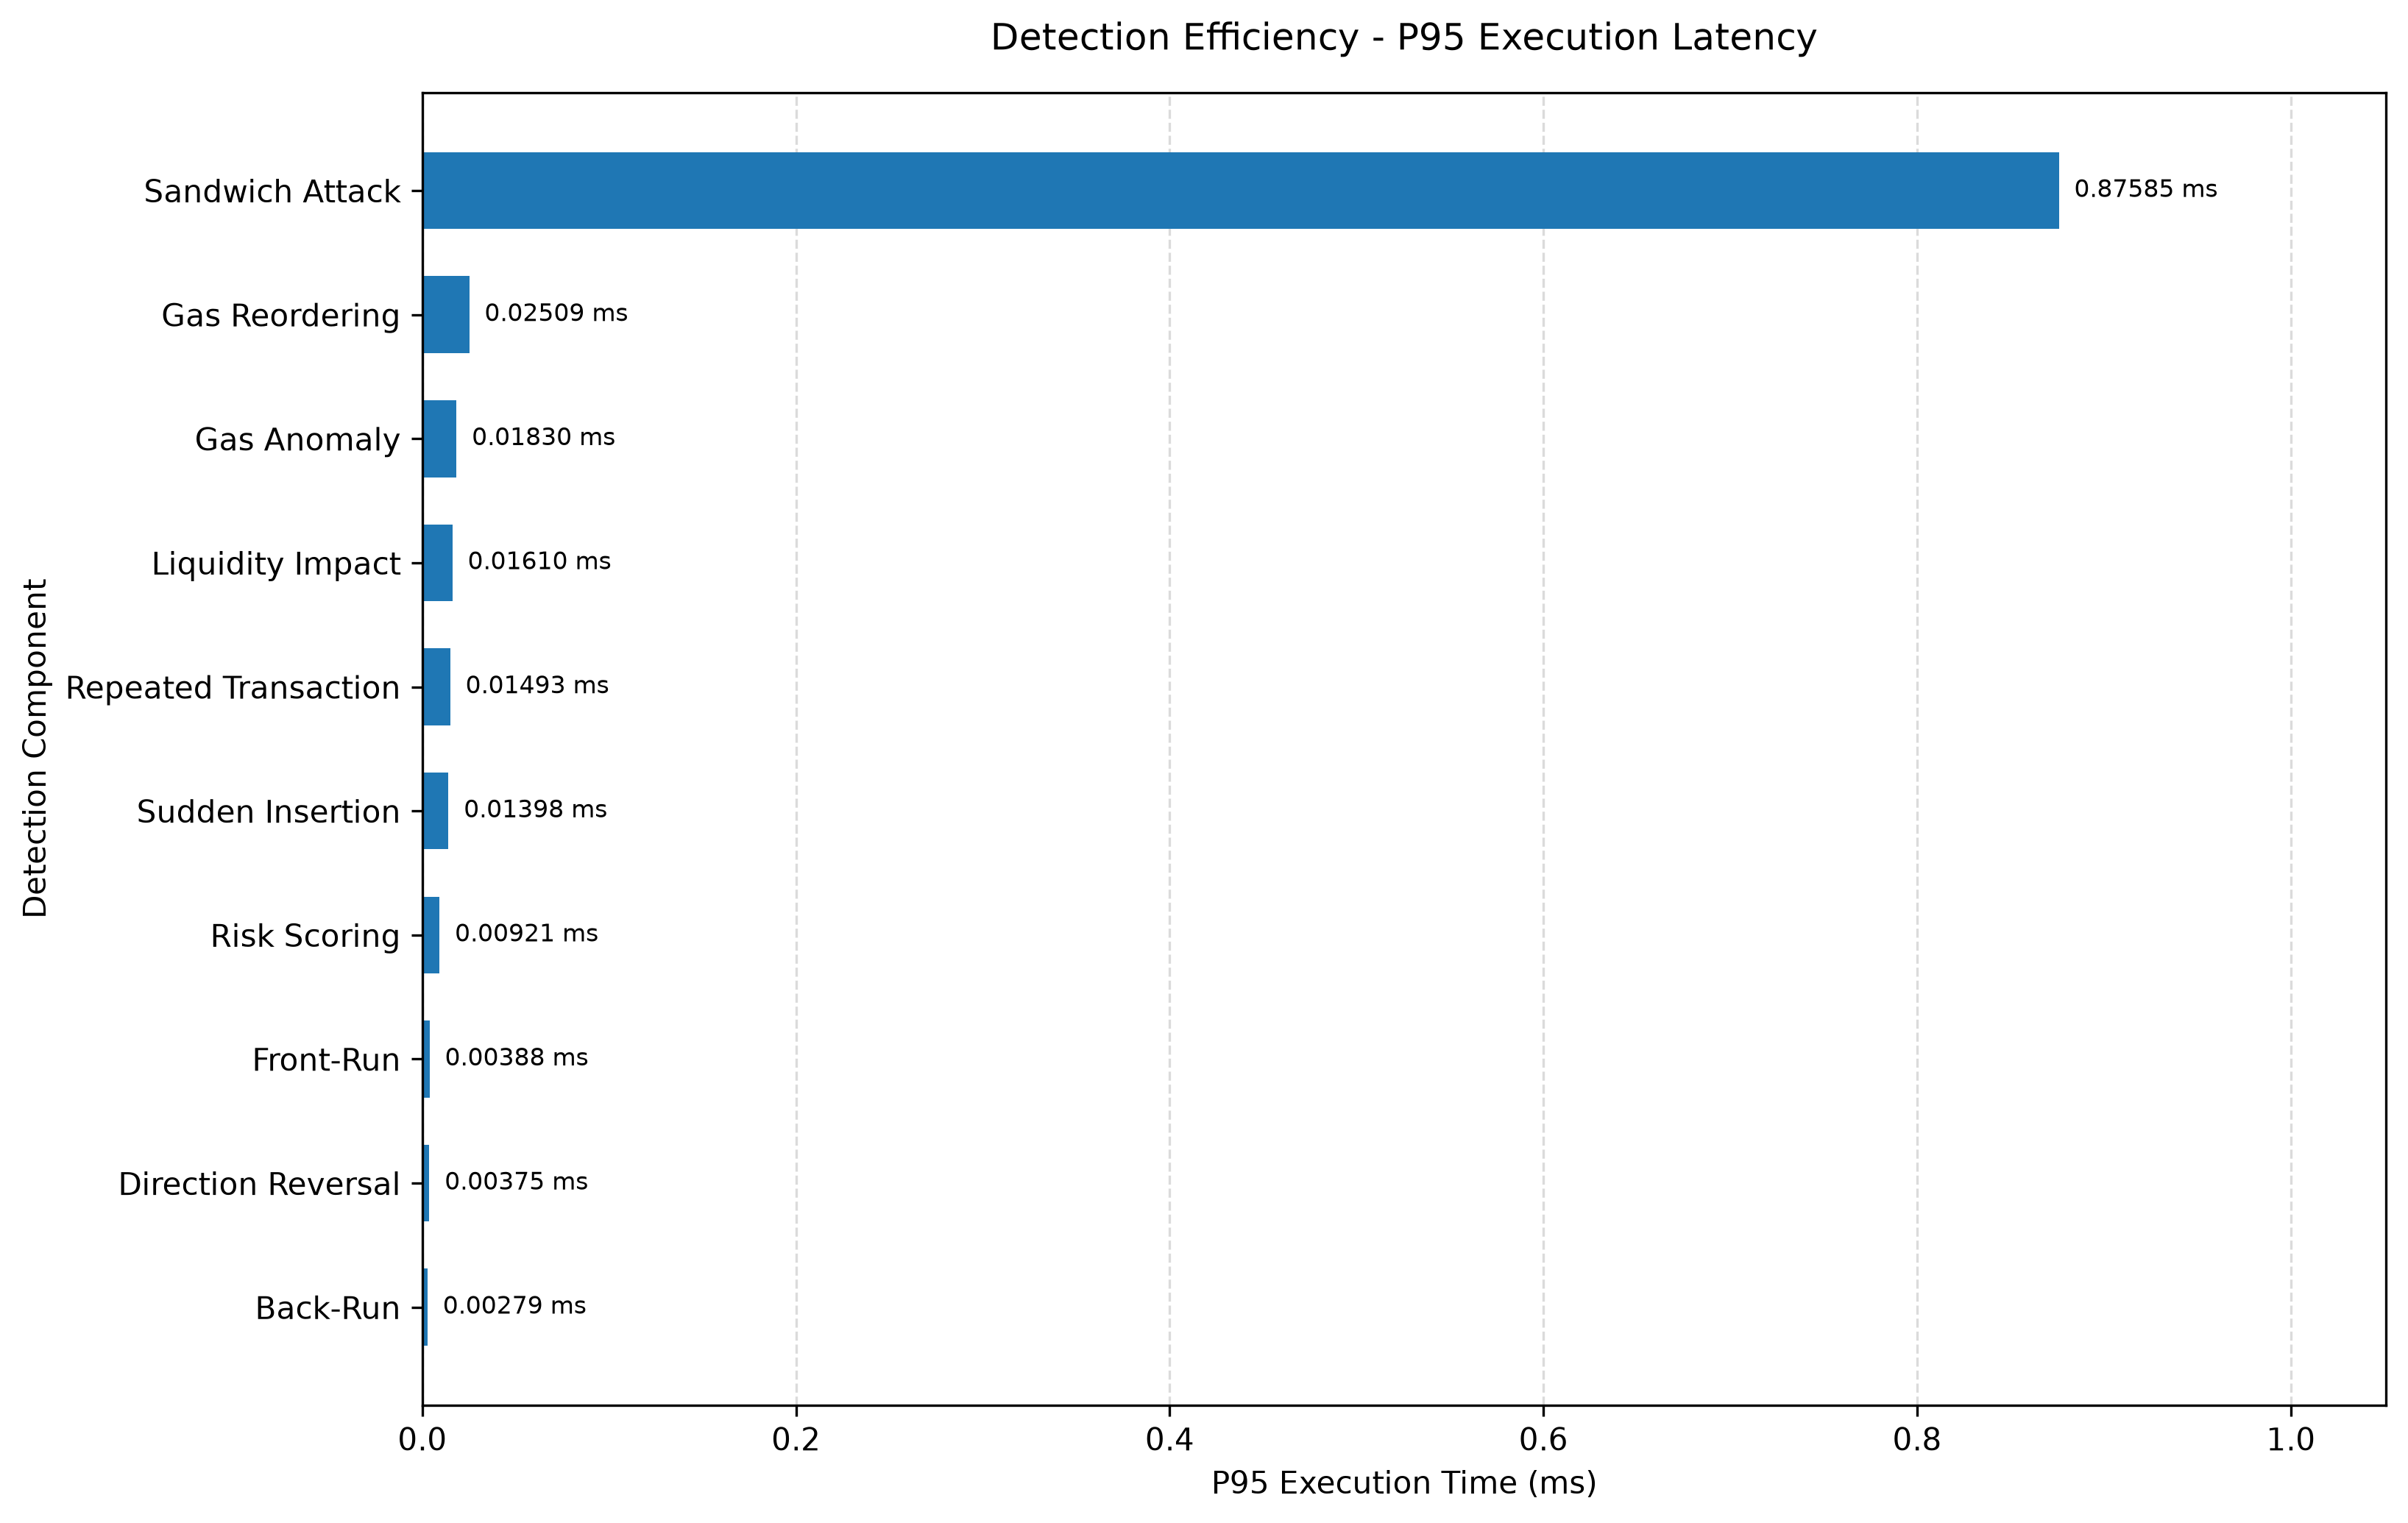 Detection Efficiency - P95 Execution Latency
Detection Component
Sandwich Attack 0.87585 ms
Gas Reordering 0.02509 ms
Gas Anomaly 0.01830 ms
Liquidity Impact 0.01610 ms
Repeated Transaction 0.01493 ms
Sudden Insertion 0.01398 ms
Risk Scoring 0.00921 ms
Front-Run 0.00388 ms
Direction Reversal 0.00375 ms
Back-Run 0.00279 ms
0.0 0.2 0.4 0.6 0.8 1.0
P95 Execution Time (ms)